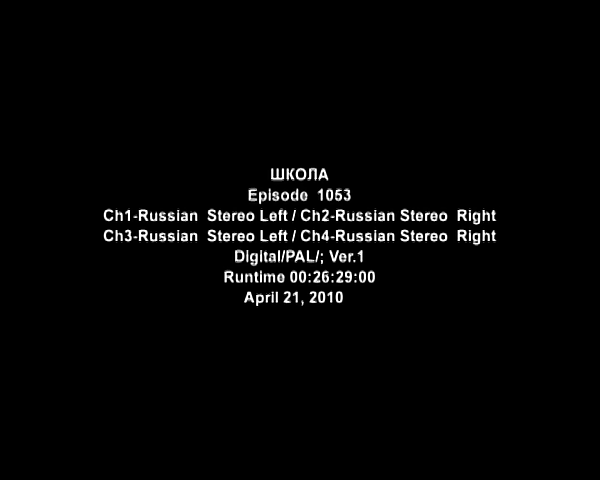 ШКОЛА
Episode  1053
Ch1-Russian  Stereo Left / Ch2-Russian Stereo  Right
Ch3-Russian  Stereo Left / Ch4-Russian Stereo  Right
Digital/PAL/; Ver.1
Runtime 00:26:29:00
April 21, 2010